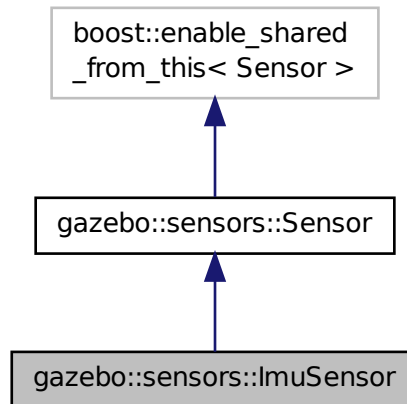 boost::enable_shared
_from_this< Sensor >
gazebo::sensors::Sensor
gazebo::sensors::ImuSensor